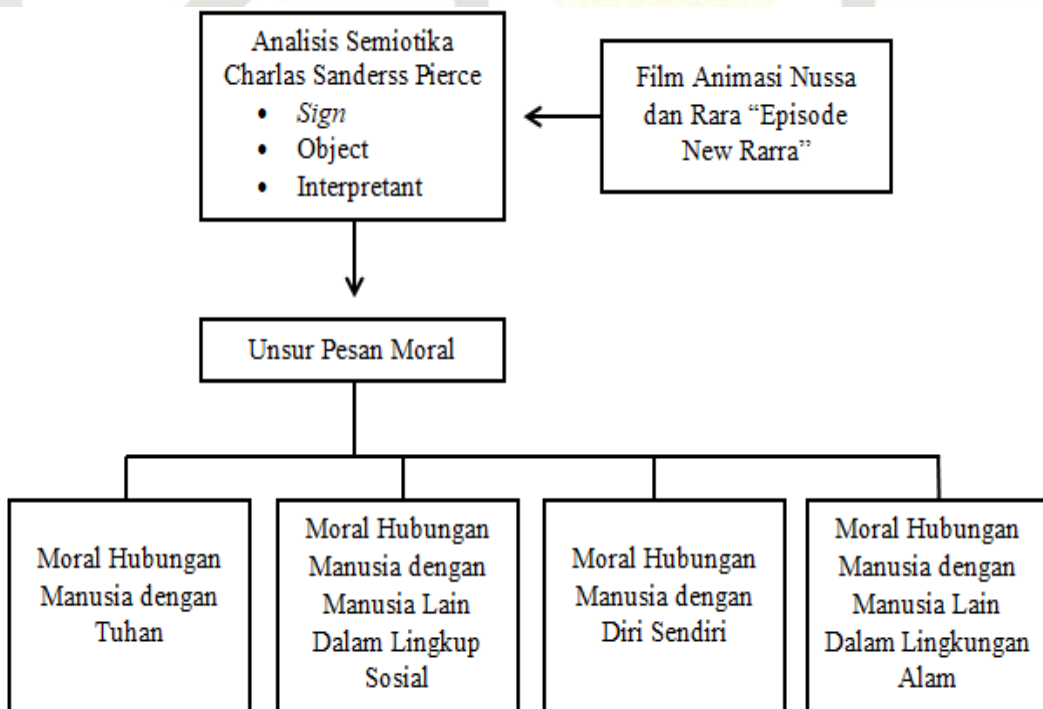 Analisis Semiotika
Charlas Sanderss Pierce
• Sign
• Object
• Interpretant
Film Animasi Nussa
dan Rara “Episode
New Rarra”
Unsur Pesan Moral
Moral Hubungan
Manusia dengan
Tuhan
Moral Hubungan
Manusia dengan
Manusia Lain
Dalam Lingkup
Sosial
Moral Hubungan
Manusia dengan
Diri Sendiri
Moral Hubungan
Manusia dengan
Manusia Lain
Dalam Lingkungan
Alam